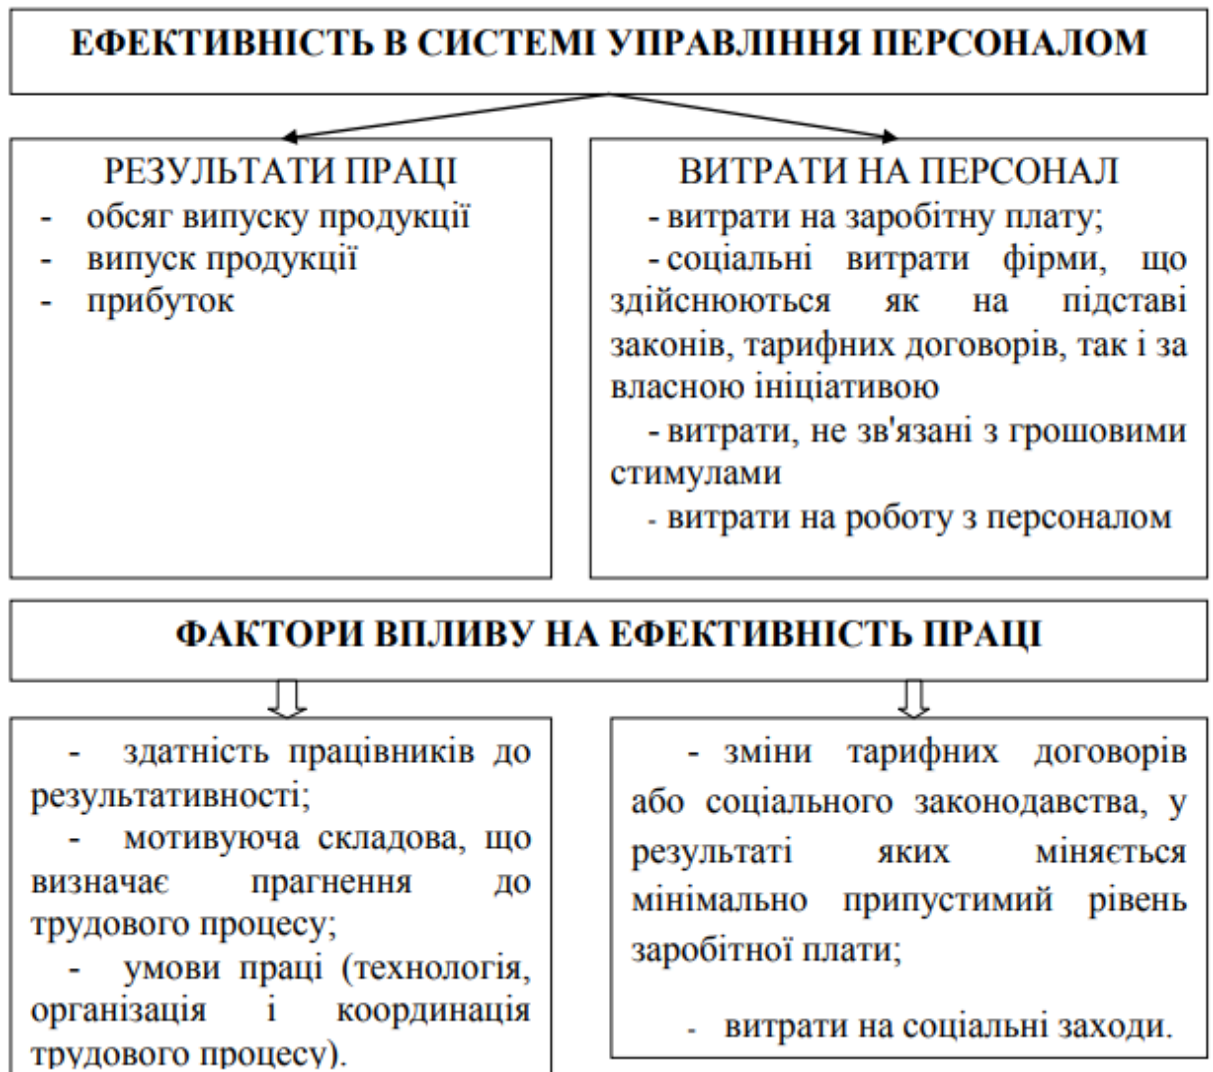 ЕФЕКТИВНІСТЬ В СИСТЕМІ УПРАВЛІННЯ ПЕРСОНАЛОМ
РЕЗУЛЬТАТИ ПРАЦІ
- обсяг випуску продукції
- випуск продукції
- прибуток
ВИТРАТИ НА ПЕРСОНАЛ
- витрати на заробітну плату;
- соціальні витрати фірми, що
здійснюються як на підставі
законів, тарифних договорів, так і за
власною ініціативою
- витрати, не зв'язані з грошовими
стимулами
- витрати на роботу з персоналом
ФАКТОРИ ВПЛИВУ НА ЕФЕКТИВНІСТЬ ПРАЦІ
- здатність працівників до
результативності;
- мотивуюча складова, що
визначає прагнення до
трудового процесу;
- умови праці (технологія,
організація і координація
трудового процесу).
- зміни тарифних договорів
або соціального законодавства, у
результаті яких міняється
мінімально припустимий рівень
заробітної плати;
- витрати на соціальні заходи.